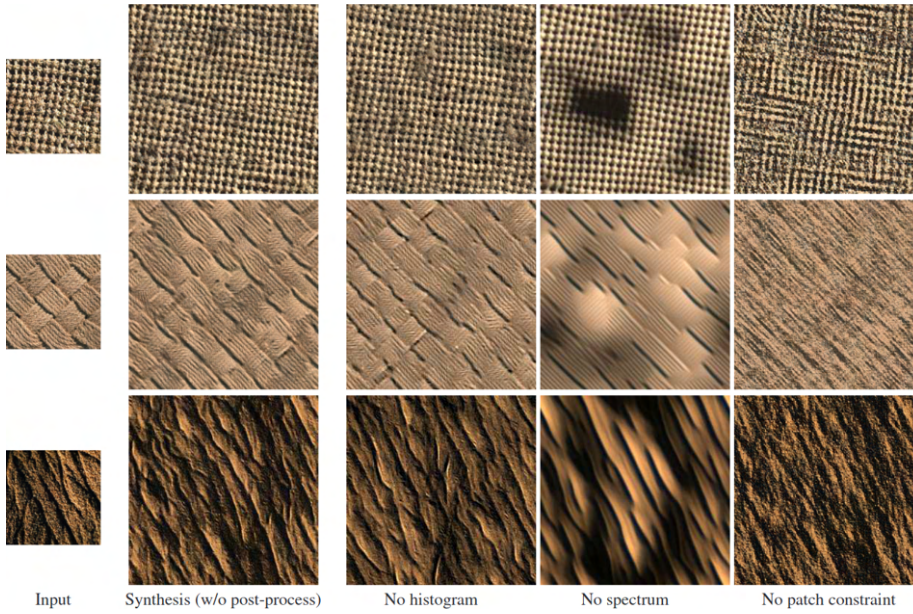 Input
Synthesis (w/o post-process)
No histogram
No spectrum
No patch constraint